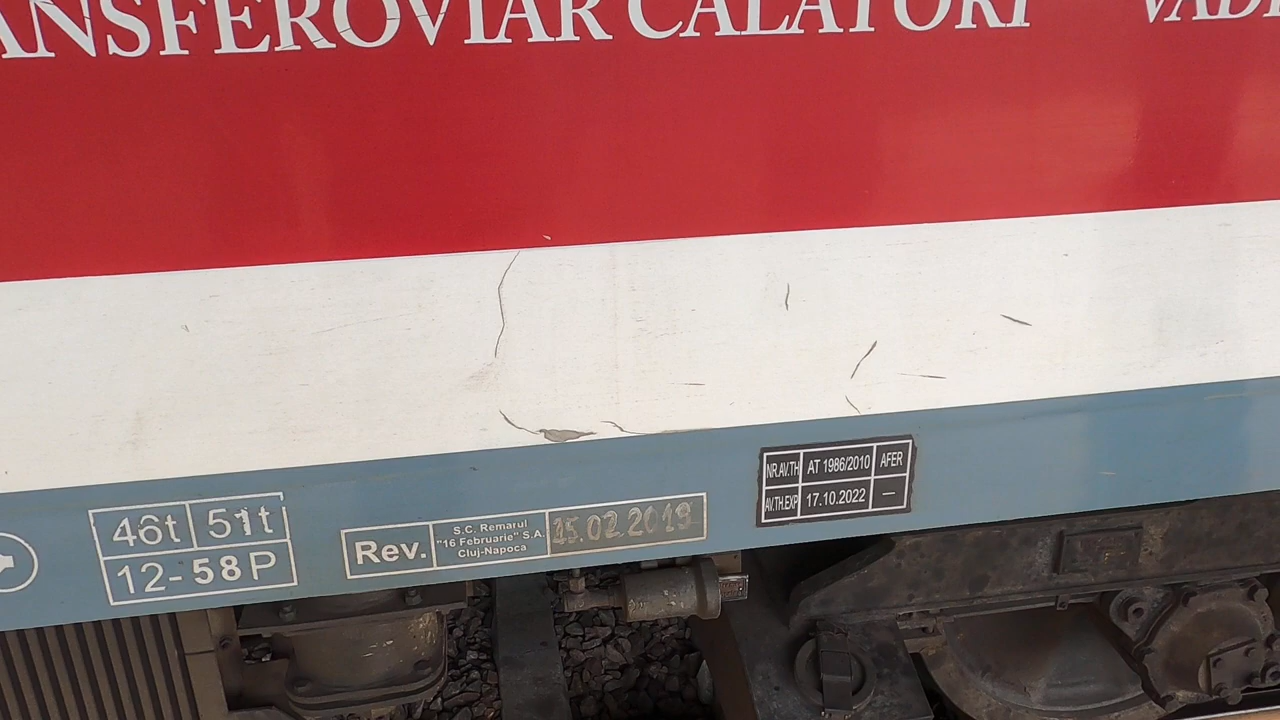 ANSFEROVIAR CALATORI
46t 51t
12-58P
Rev.
S.C. Remarul
"16 Februarie" S.A.
Cluj-Napoca
15.02.2019
NR.AV.TH AT 1986/2010 AFER
AV.TH.EXP 17.10.2022 —